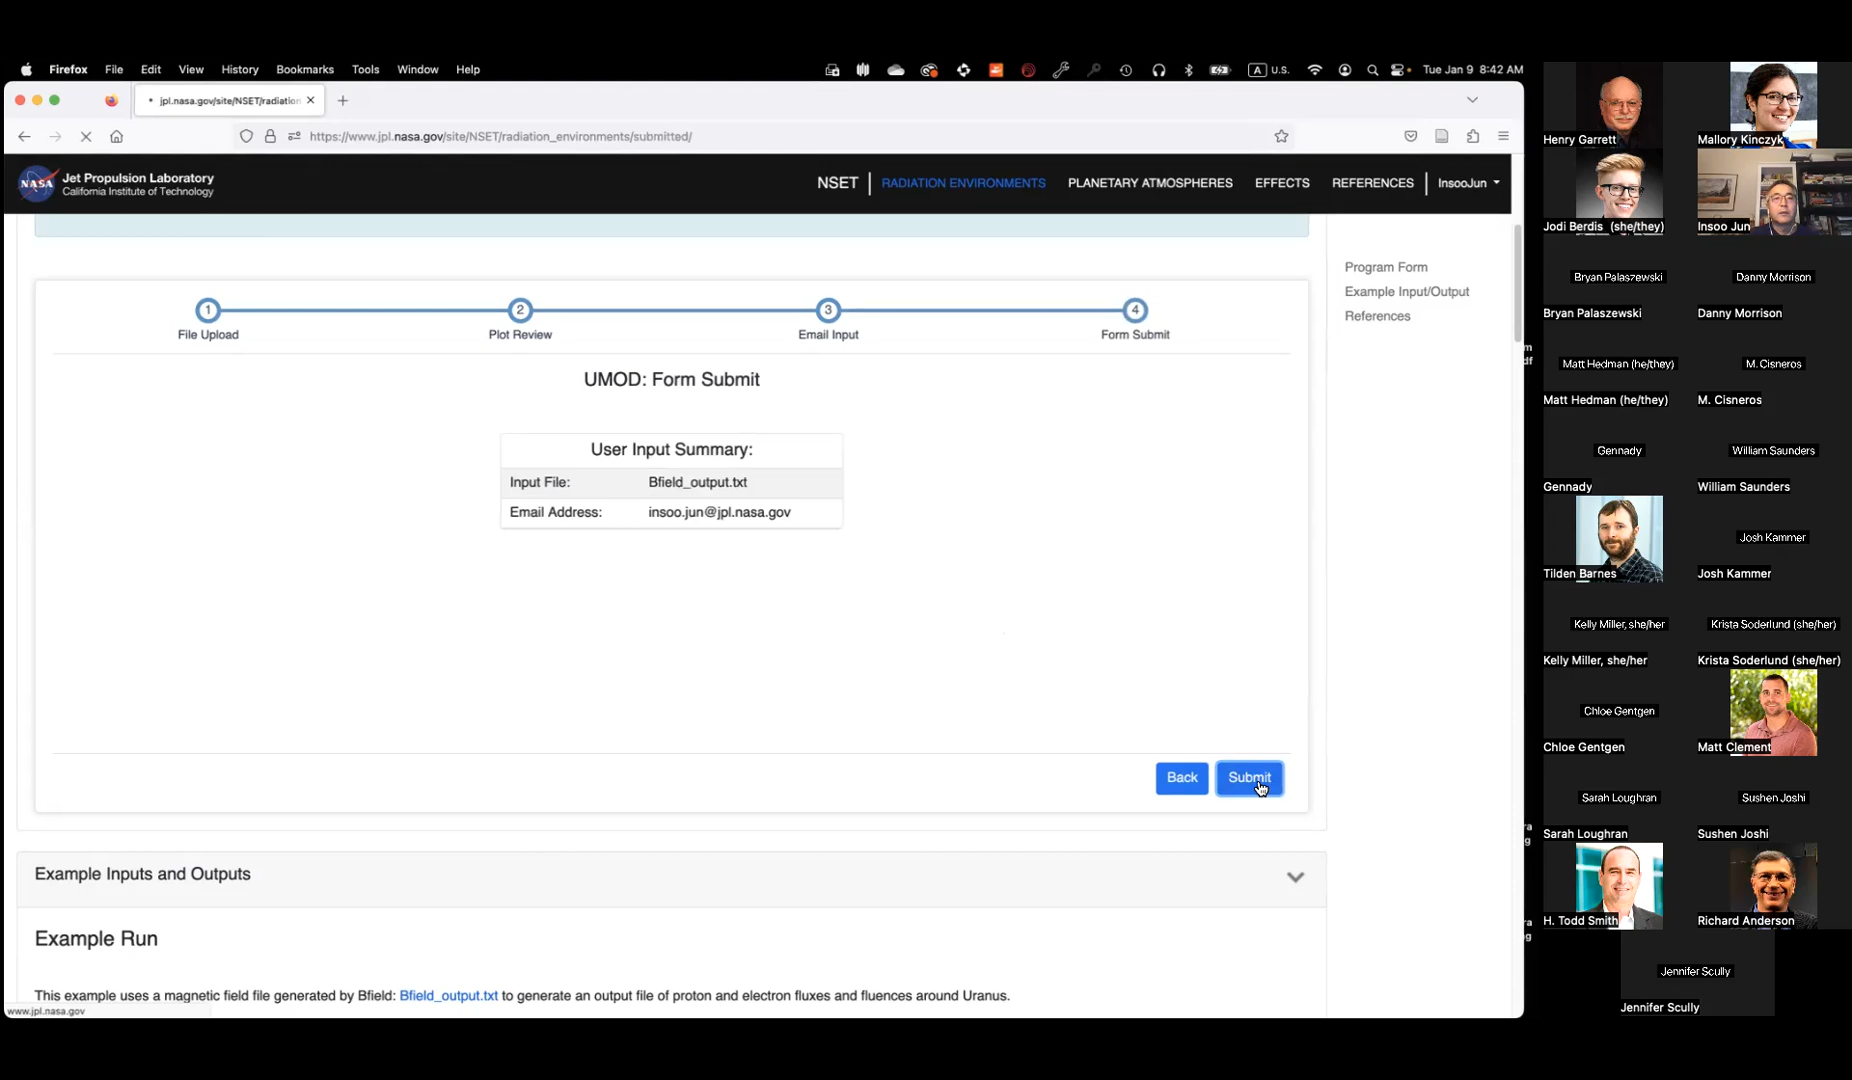 Firefox File Edit View History Bookmarks Tools Window Help
A U.S.
Tue Jan 9 8:42 AM
jpl.nasa.gov/site/NSET/radiation
https://www.jpl.nasa.gov/site/NSET/radiation_environments/submitted/
NASA
Jet Propulsion Laboratory
California Institute of Technology
NSET RADIATION ENVIRONMENTS PLANETARY ATMOSPHERES EFFECTS REFERENCES InsooJun
Program Form
Example Input/Output
References
1 2 3 4
File Upload Plot Review Email Input Form Submit
UMOD: Form Submit
User Input Summary:
Input File: Bfield_output.txt
Email Address: insoo.jun@jpl.nasa.gov
Back Submit
Example Inputs and Outputs
Example Run
This example uses a magnetic field file generated by Bfield: Bfield_output.txt to generate an output file of proton and electron fluxes and fluences around Uranus.
www.jpl.nasa.gov
Henry Garrett Mallory Kinczyk
Jodi Berdis (she/they) Insoo Jun
Bryan Palaszewski Danny Morrison
Bryan Palaszewski Danny Morrison
Matt Hedman (he/they) M. Cisneros
Matt Hedman (he/they) M. Cisneros
Gennady William Saunders
Gennady William Saunders
Josh Kammer
Tilden Barnes Josh Kammer
Kelly Miller, she/her Krista Soderlund (she/her)
Kelly Miller, she/her Krista Soderlund (she/her)
Chloe Gentgen
Chloe Gentgen Matt Clement
Sarah Loughran Sushen Joshi
Sarah Loughran Sushen Joshi
H. Todd Smith Richard Anderson
Jennifer Scully
Jennifer Scully